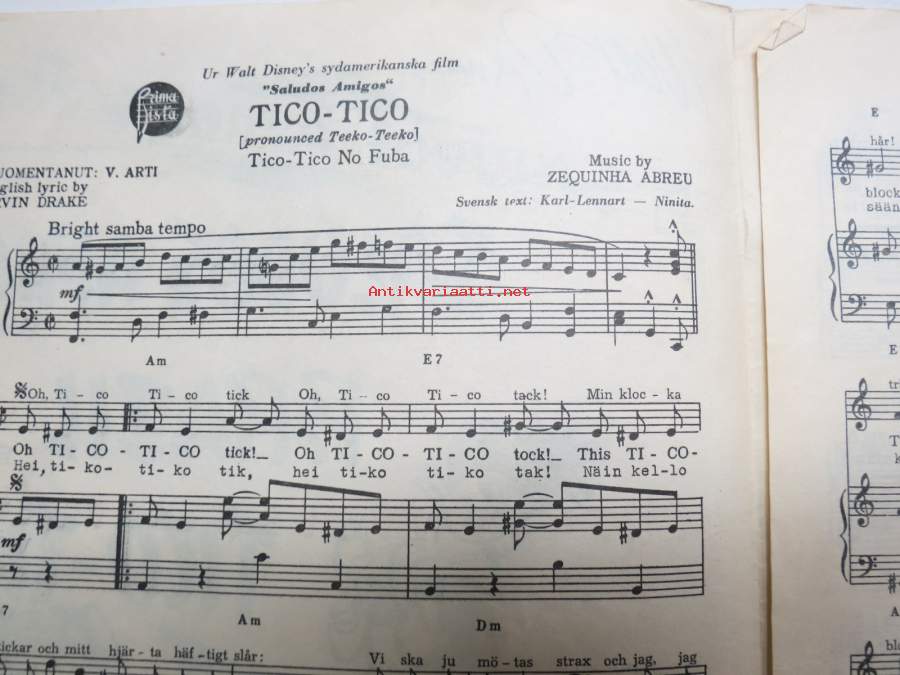 Ur Walt Disney's sydamerikanska film
"Saludos Amigos"
Prima Vista
TICO-TICO
[pronounced Teeko-Teeko]
Tico-Tico No Fuba
UOMENTANUT: V. ARTI
glish lyric by
RVIN DRAKE
Music by
ZEQUINHA ABREU
Svensk text: Karl-Lennart — Ninita.
Bright samba tempo
mf
Antikvariaatti.net
Am E7
Oh, Ti - co Ti - co tick Oh, Ti - co Ti - co tack! Min kloc - ka
Oh TI - CO - TI - CO tick!_ Oh TI - CO - TI - CO tock!_ This TI - CO-
Hei, ti - ko- ti - ko tik, hei ti-ko ti - ko tak! Näin kel-lo
mf
7 Am Dm
ickar och mitt hjär - ta häf - tigt slår: Vi ska ju mö - tas strax och jag, jag
E
här!
block
sään
E
tr
T
k
A